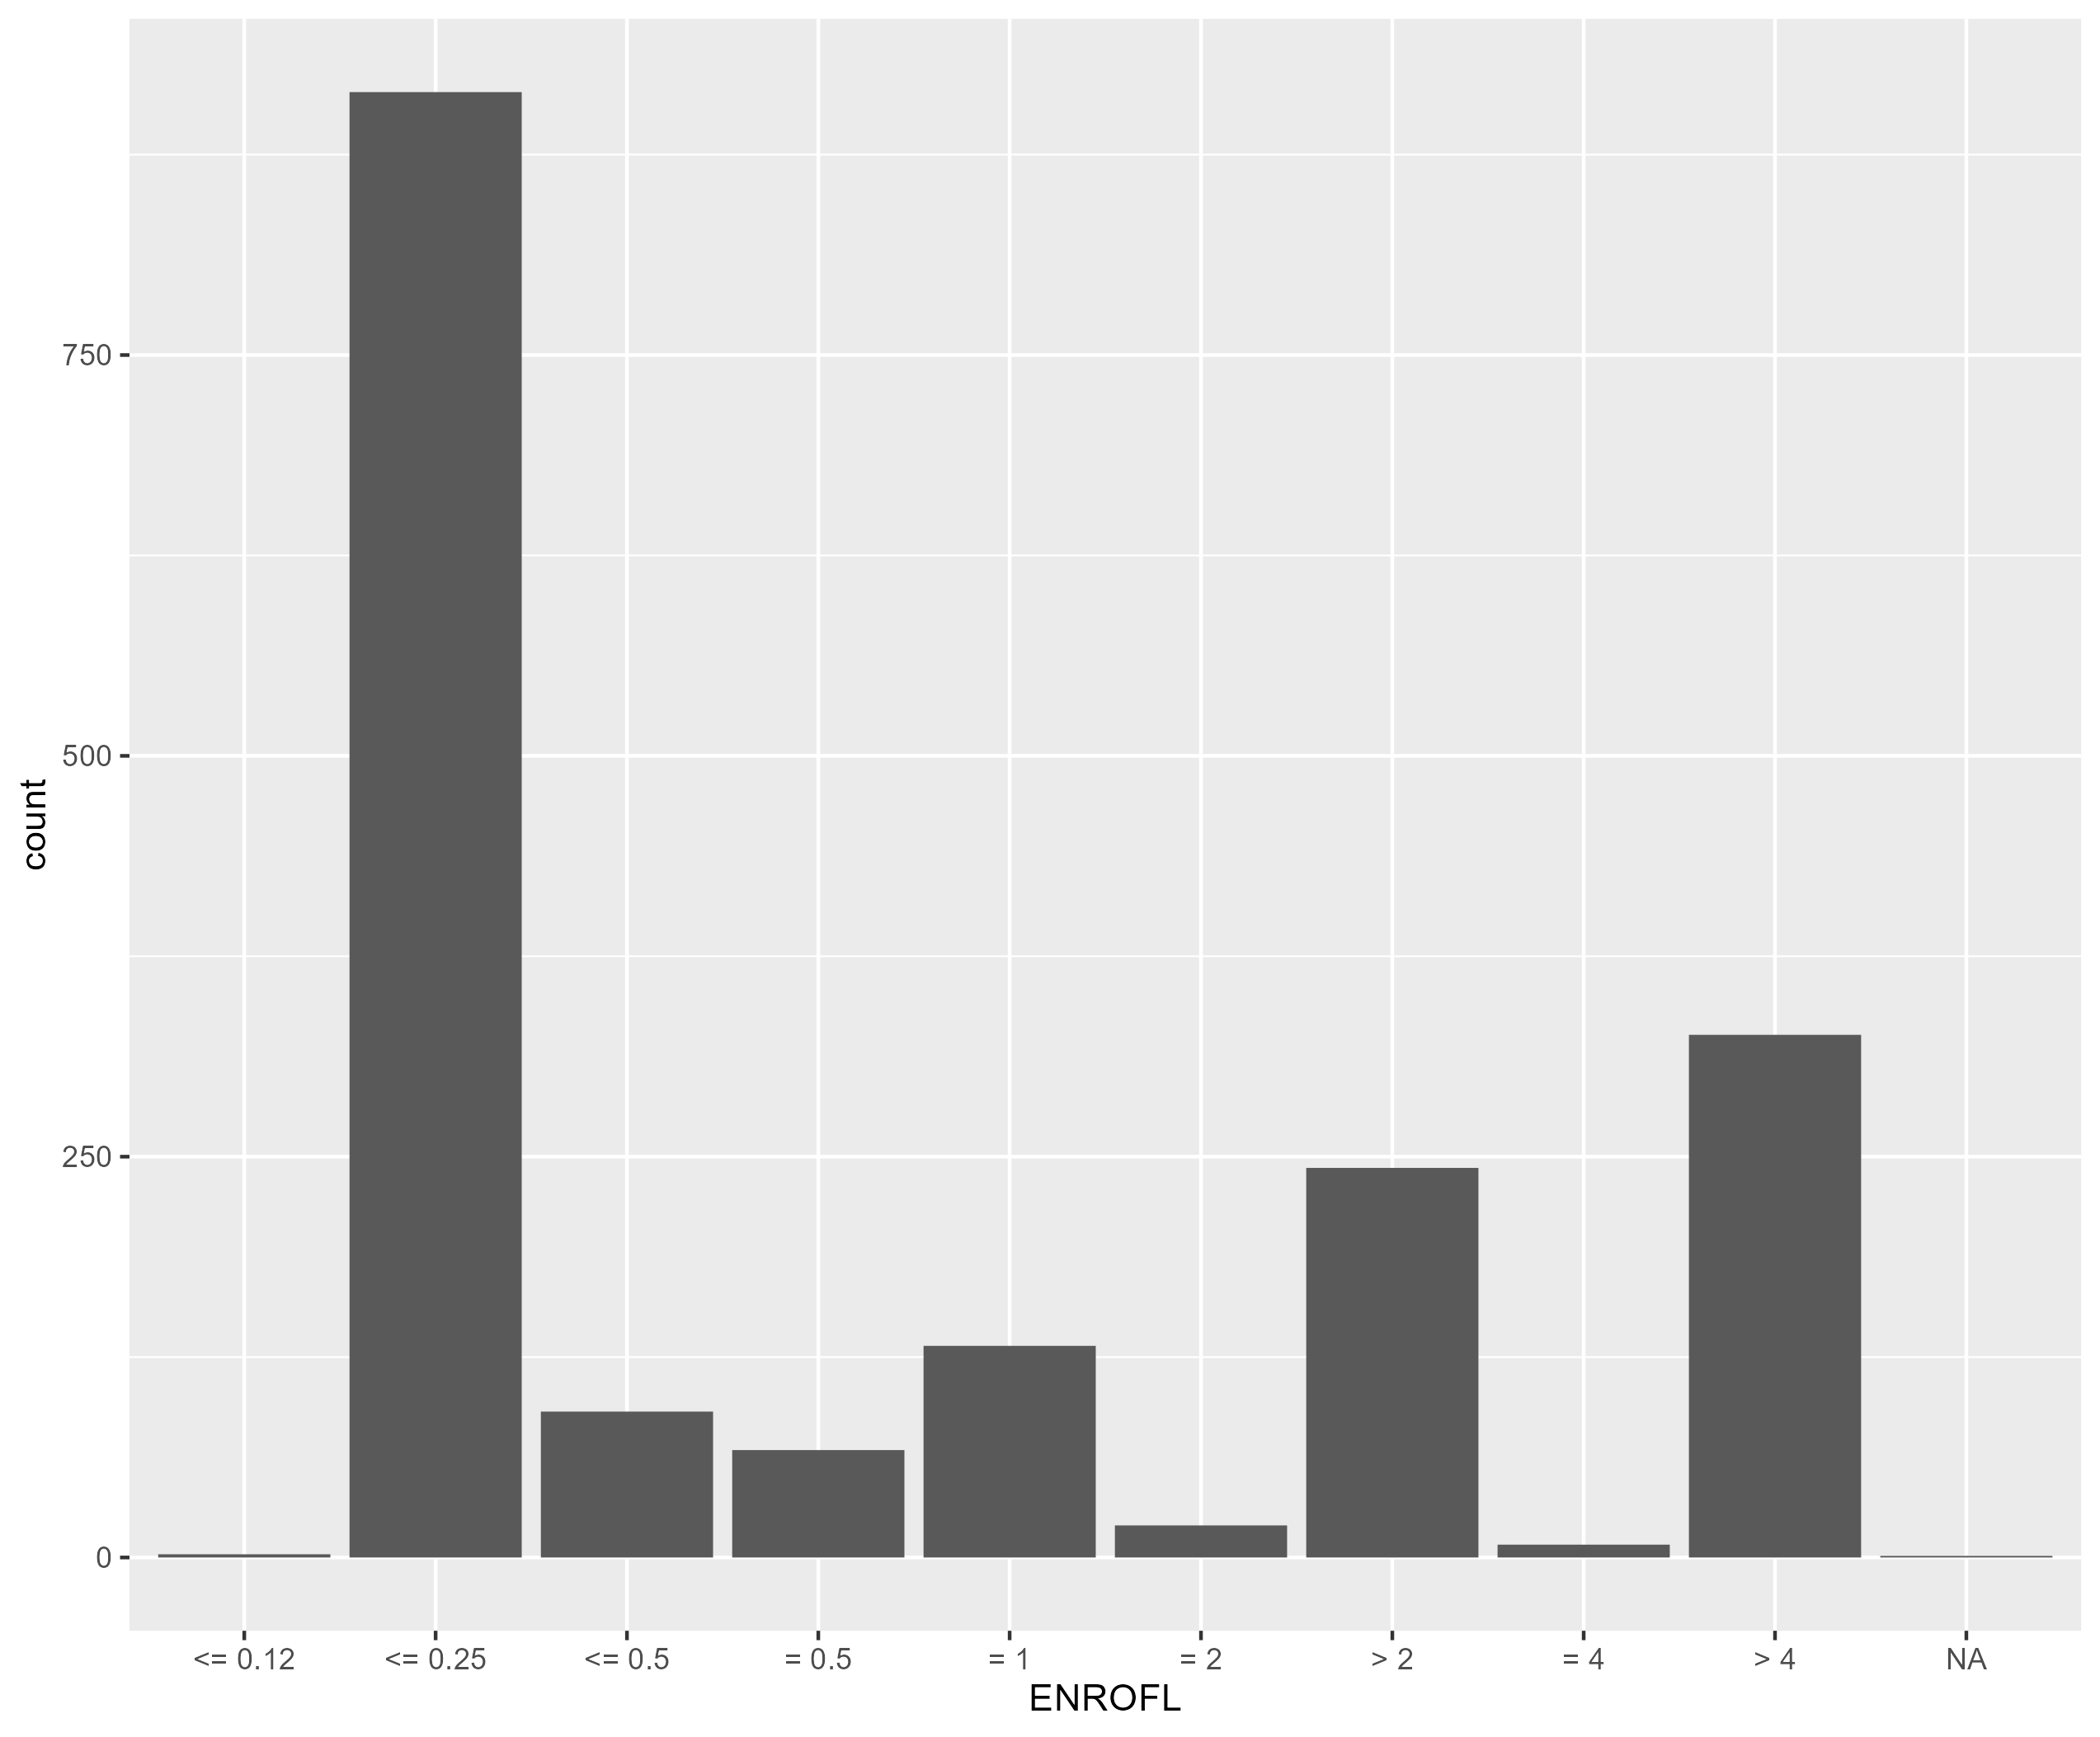 count
750
500
250
0
<= 0.12 <= 0.25 <= 0.5 = 0.5 = 1 = 2 > 2 = 4 > 4 NA
ENROFL